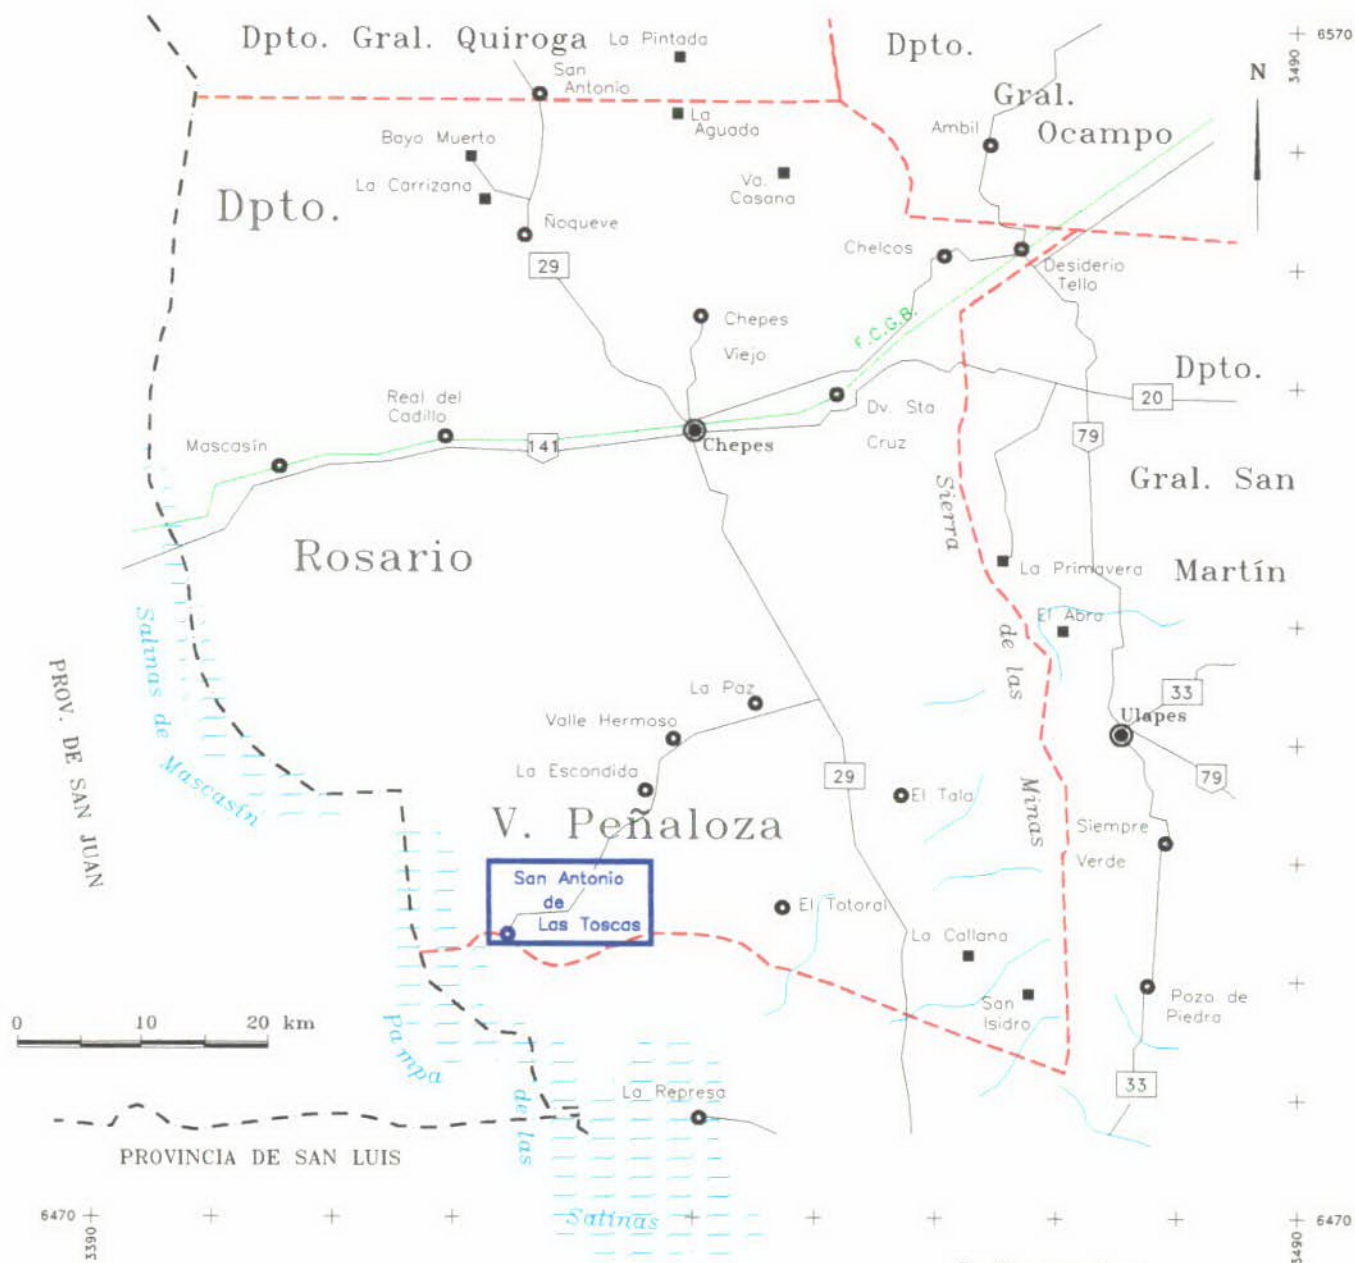 Dpto. Gral. Quiroga
La Pintada
Dpto.
6570
3490
San
Antonio
N
Gral.
Ocampo
La
Aguada
Ambil
Bayo Muerto
La Carrizana
Va.
Casana
Dpto.
Ñoqueve
29
Chelcos
Desiderio
Tello
Chepes
Viejo
F.C.G.B.
Dpto.
20
Real del
Cadillo
Dv. Sta
Cruz
79
Mascasín
141
Chepes
Gral. San
Sierra
Rosario
La Primavera
Martín
Salinas de
Mascasín
El Abra
de las
PROV. DE SAN JUAN
La Paz
33
Valle Hermoso
Ulapes
La Escondida
29
79
El Tala
Minas
V. Peñaloza
Siempre
Verde
San Antonio
de
Las Toscas
El Totoral
La Callana
San
Isidro
Pozo de
Piedra
0 10 20 km
Pampa
de las
La Represa
33
PROVINCIA DE SAN LUIS
6470
3390
Salinas
6470
3490